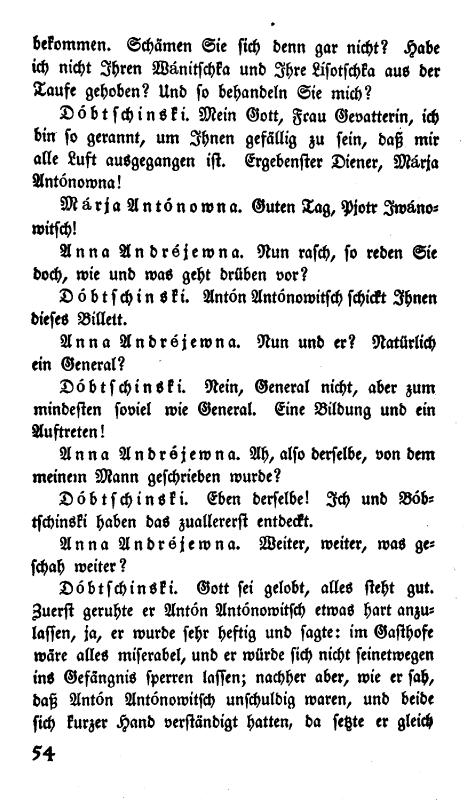 bekommen. Schämen Sie sich denn gar nicht? Habe
ich nicht Ihren Wánitschka und Ihre Lisotschka aus der
Taufe gehoben? Und so behandeln Sie mich?
Dóbtschinski. Mein Gott, Frau Gevatterin, ich
bin so gerannt, um Ihnen gefällig zu sein, daß mir
alle Luft ausgegangen ist. Ergebenster Diener, Márja
Antónowna!
Márja Antónowna. Guten Tag, Pjotr Iwáno-
witsch!
Anna Andréjewna. Nun rasch, so reden Sie
doch, wie und was geht drüben vor?
Dóbtschinski. Antón Antónowitsch schickt Ihnen
dieses Billett.
Anna Andréjewna. Nun und er? Natürlich
ein General?
Dóbtschinski. Nein, General nicht, aber zum
mindesten soviel wie General. Eine Bildung und ein
Auftreten!
Anna Andréjewna. Ah, also derselbe, von dem
meinem Mann geschrieben wurde?
Dóbtschinski. Eben derselbe! Ich und Bób-
tschinski haben das zuallererst entdeckt.
Anna Andréjewna. Weiter, weiter, was ge-
schah weiter?
Dóbtschinski. Gott sei gelobt, alles steht gut.
Zuerst geruhte er Antón Antónowitsch etwas hart anzu-
lassen, ja, er wurde sehr heftig und sagte: im Gasthofe
wäre alles miserabel, und er würde sich nicht seinetwegen
ins Gefängnis sperren lassen; nachher aber, wie er sah,
daß Antón Antónowitsch unschuldig waren, und beide
sich kurzer Hand verständigt hatten, da setzte er gleich
54